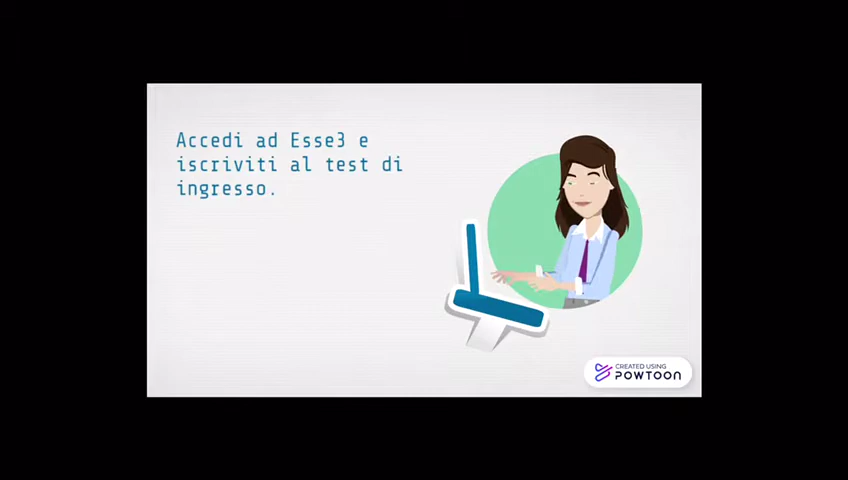 Accedi ad Esse3 e
iscriviti al test di
ingresso.
CREATED USING
POWTOON